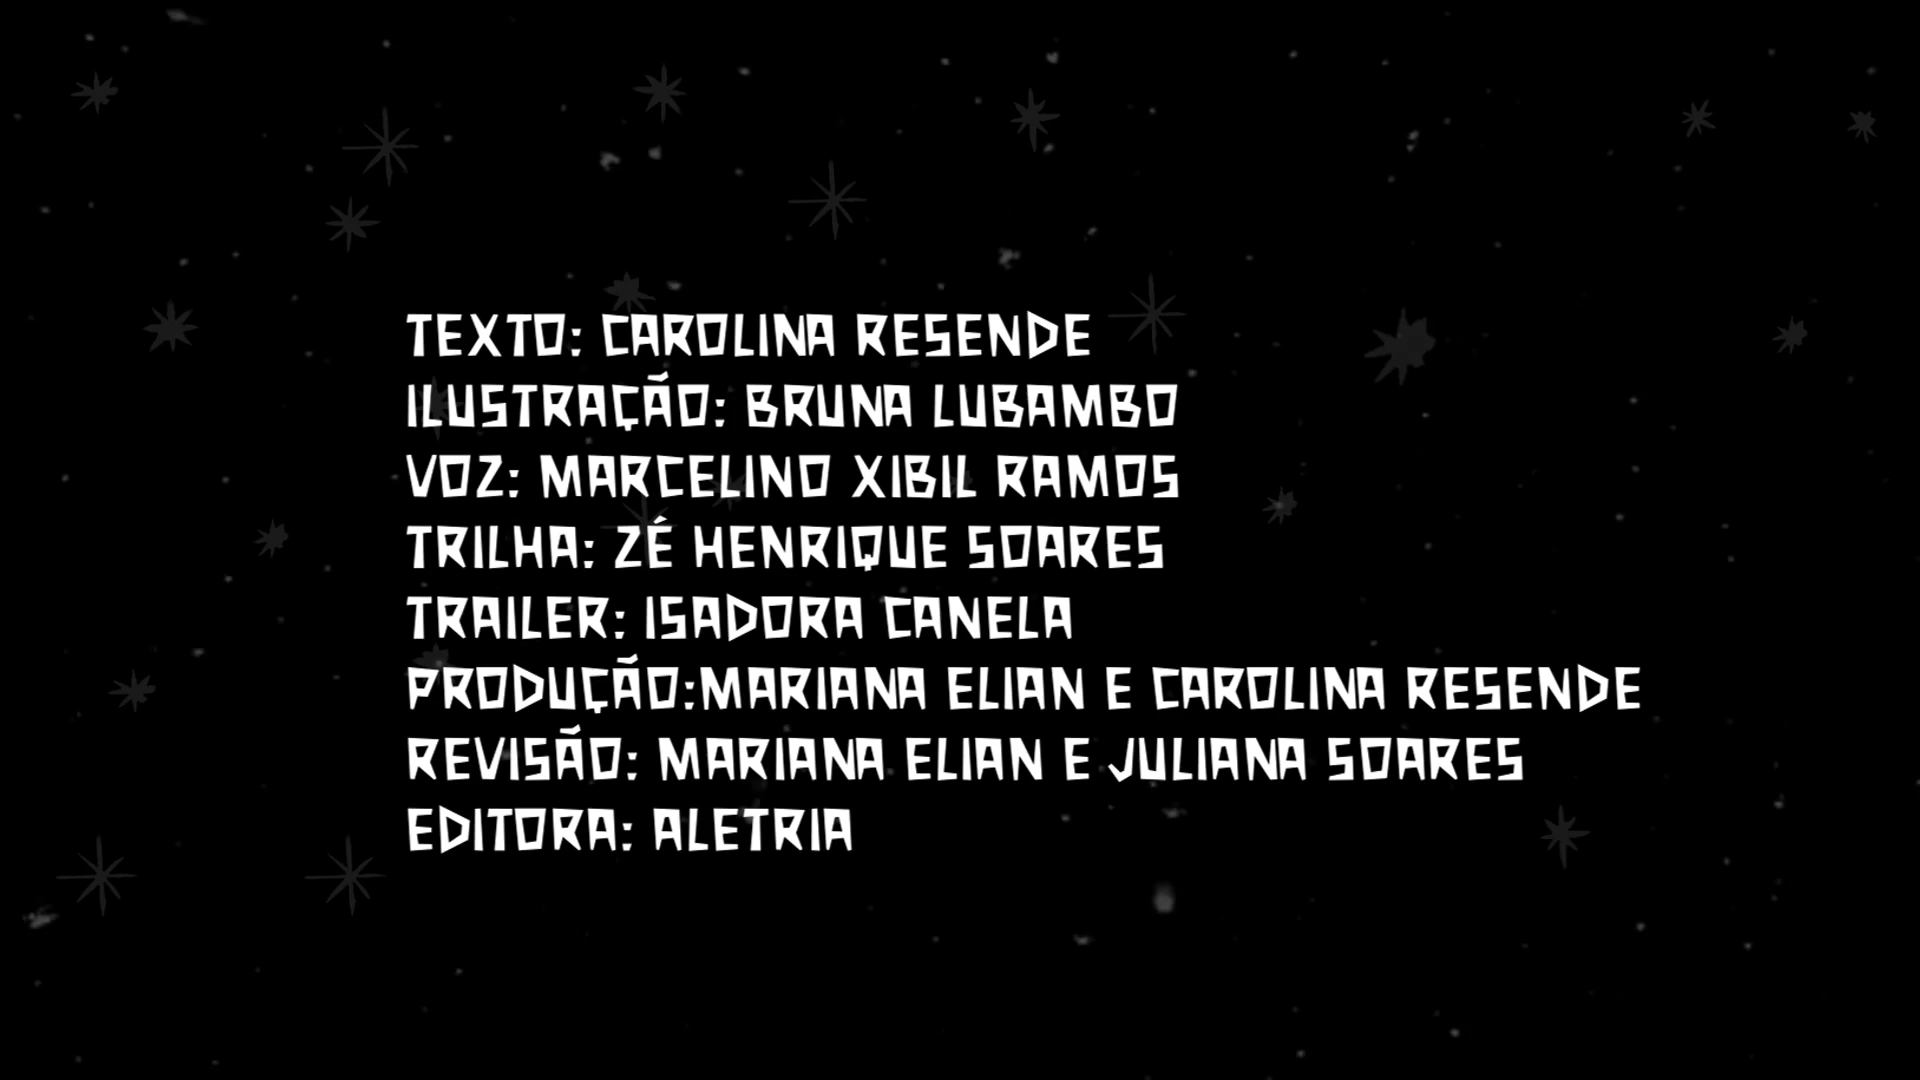 TEXTO: CAROLINA RESENDE
ILUSTRAÇÃO: BRUNA LUBAMBO
VOZ: MARCELINO XIBIL RAMOS
TRILHA: ZÉ HENRIQUE SOARES
TRAILER: ISADORA CANELA
PRODUÇÃO:MARIANA ELIAN E CAROLINA RESENDE
REVISÃO: MARIANA ELIAN E JULIANA SOARES
EDITORA: ALETRIA